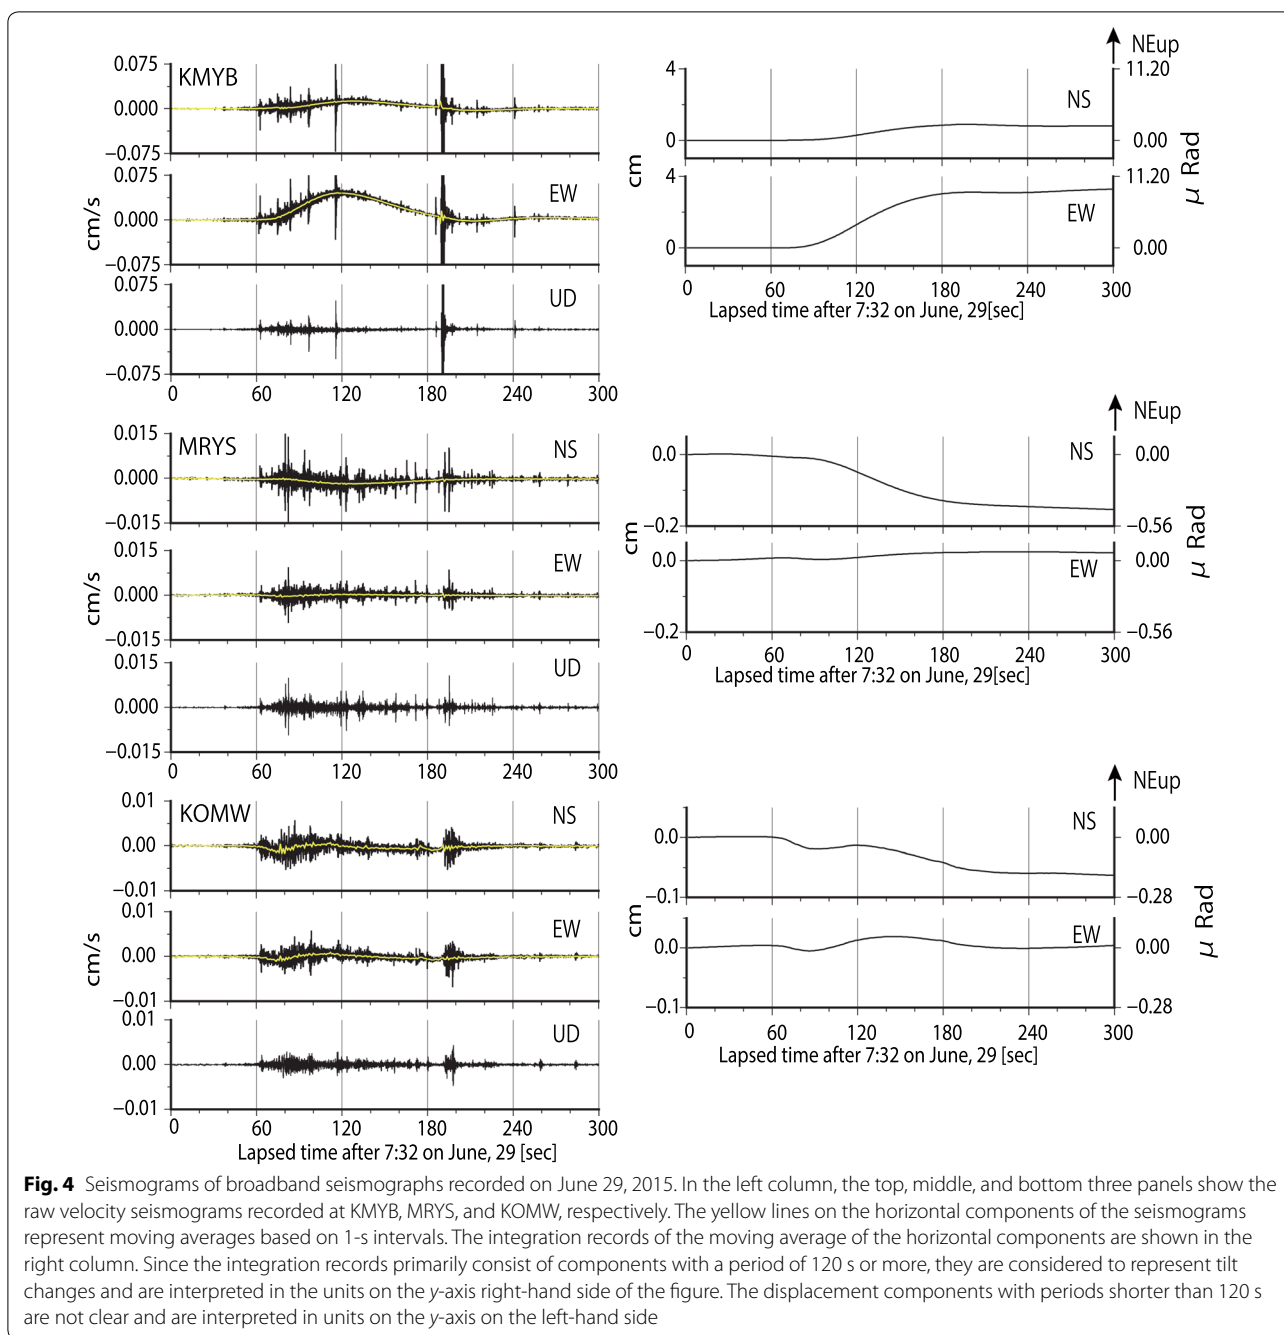 KMYB
0.075
0.000
−0.075
0.075
EW
0.000
−0.075
cm/s
0.075
UD
0.000
−0.075
0 60 120 180 240 300
NEup
4 11.20
NS
0 0.00
cm
μ Rad
4 11.20
EW
0 0.00
0 60 120 180 240 300
Lapsed time after 7:32 on June, 29[sec]
MRYS
0.015
NS
0.000
−0.015
0.015
EW
0.000
−0.015
cm/s
0.015
UD
0.000
−0.015
0 60 120 180 240 300
NEup
0.0 NS 0.00
−0.2 −0.56
cm
μ Rad
0.0 EW 0.00
−0.2 −0.56
0 60 120 180 240 300
Lapsed time after 7:32 on June, 29[sec]
KOMW
0.01
NS
0.00
−0.01
0.01
EW
0.00
−0.01
cm/s
0.01
UD
0.00
−0.01
0 60 120 180 240 300
Lapsed time after 7:32 on June, 29 [sec]
NEup
0.0 NS 0.00
−0.1 −0.28
cm
μ Rad
0.0 EW 0.00
−0.1 −0.28
0 60 120 180 240 300
Lapsed time after 7:32 on June, 29 [sec]
Fig. 4 Seismograms of broadband seismographs recorded on June 29, 2015. In the left column, the top, middle, and bottom three panels show the
raw velocity seismograms recorded at KMYB, MRYS, and KOMW, respectively. The yellow lines on the horizontal components of the seismograms
represent moving averages based on 1-s intervals. The integration records of the moving average of the horizontal components are shown in the
right column. Since the integration records primarily consist of components with a period of 120 s or more, they are considered to represent tilt
changes and are interpreted in the units on the y-axis right-hand side of the figure. The displacement components with periods shorter than 120 s
are not clear and are interpreted in units on the y-axis on the left-hand side